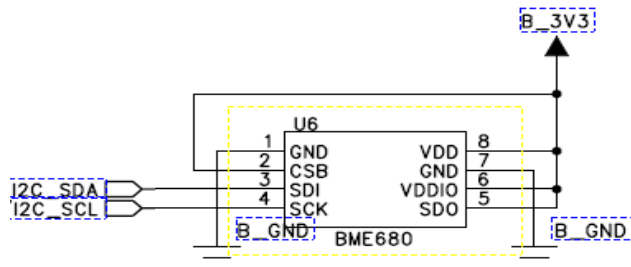 B_3V3
U6
1 GND VDD 8
2 CSB GND 7
I2C_SDA 3 SDI VDDIO 6
I2C_SCL 4 SCK SDO 5
B_GND B_GND
BME680